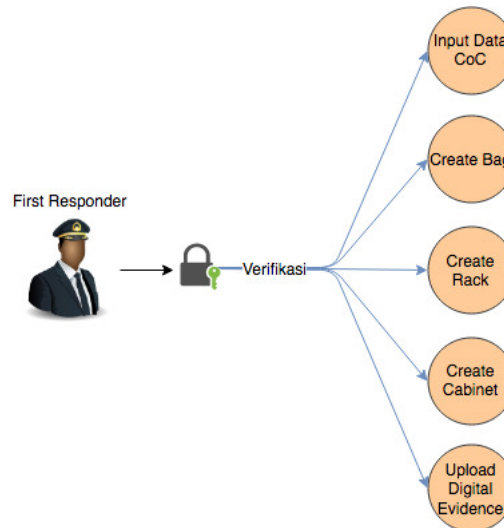 First Responder
Verifikasi
Input Data
CoC
Create Bag
Create
Rack
Create
Cabinet
Upload
Digital
Evidence